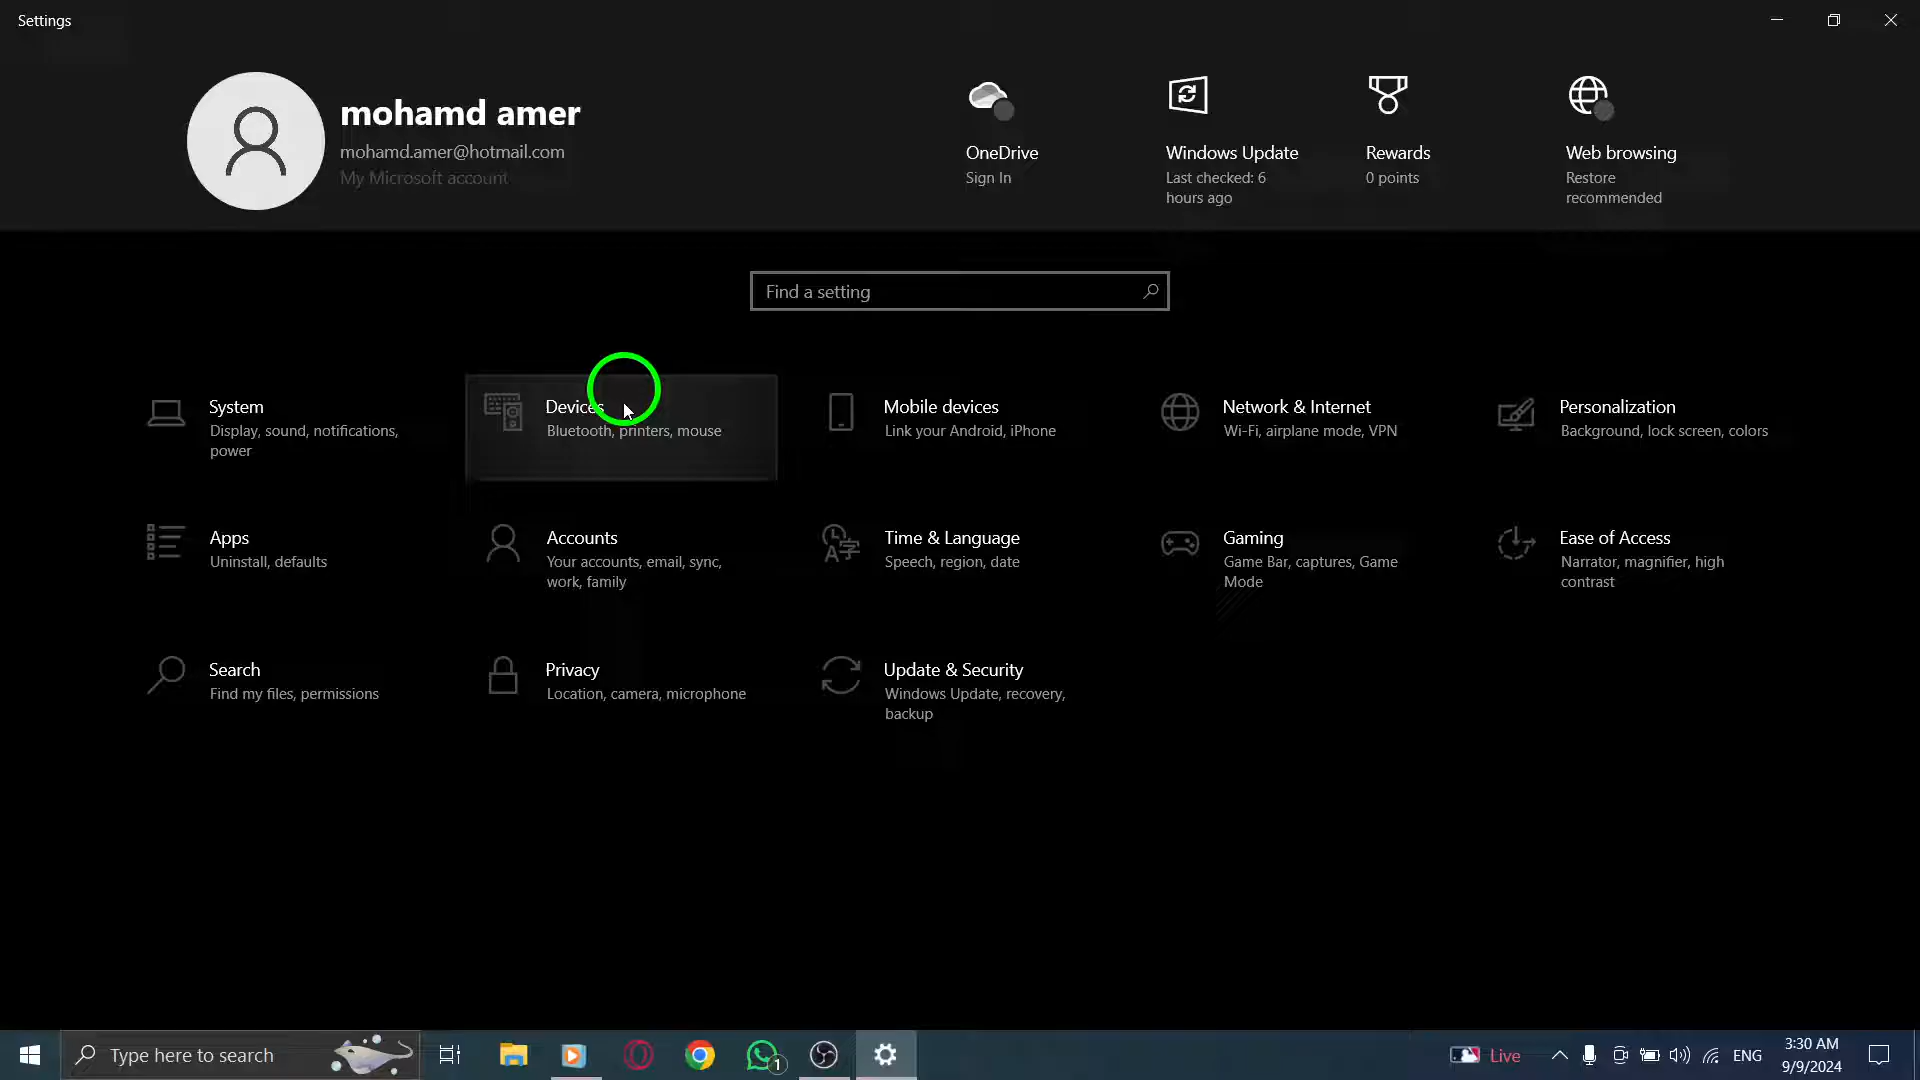 Settings
mohamd amer
mohamd.amer@hotmail.com
My Microsoft account
OneDrive
Sign In
Windows Update
Last checked: 6
hours ago
Rewards
0 points
Web browsing
Restore
recommended
Find a setting
System
Display, sound, notifications,
power
Devices
Bluetooth, printers, mouse
Mobile devices
Link your Android, iPhone
Network & Internet
Wi-Fi, airplane mode, VPN
Personalization
Background, lock screen, colors
Apps
Uninstall, defaults
Accounts
Your accounts, email, sync,
work, family
Time & Language
Speech, region, date
Gaming
Game Bar, captures, Game
Mode
Ease of Access
Narrator, magnifier, high
contrast
Search
Find my files, permissions
Privacy
Location, camera, microphone
Update & Security
Windows Update, recovery,
backup
Type here to search
1
Live
ENG
3:30 AM
9/9/2024